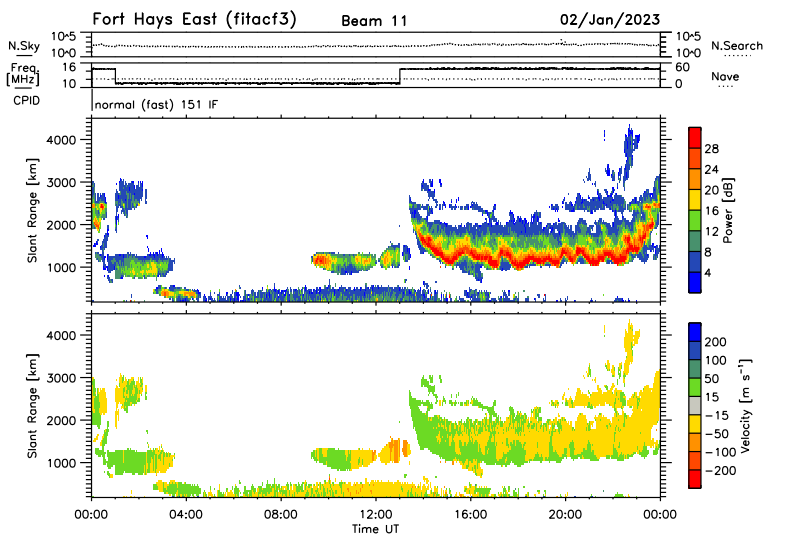 Fort Hays East (fitacf3) Beam 11 02/Jan/2023
N.Sky 10^5 10^0 10^5 10^0 N.Search
Freq. [MHz] 16 10 60 0 Nave
CPID normal (fast) 151 IF
Slant Range [km] 4000 3000 2000 1000
28 24 20 16 12 8 4 Power [dB]
Slant Range [km] 4000 3000 2000 1000
200 100 50 15 −15 −50 −100 −200 Velocity [m s⁻¹]
00:00 04:00 08:00 12:00 16:00 20:00 00:00
Time UT